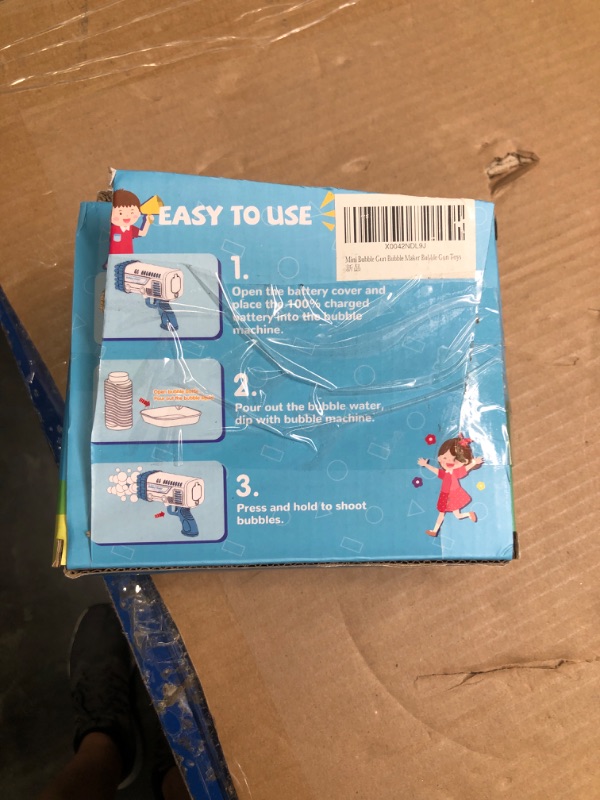 EASY TO USE
X0042NDL9J
Mini Bubble Gun Bubble Maker Bubble Gun Toys
1.
Open the battery cover and
place the 100% charged
battery into the bubble
machine.
2.
Pour out the bubble water,
dip with bubble machine.
3.
Press and hold to shoot
bubbles.